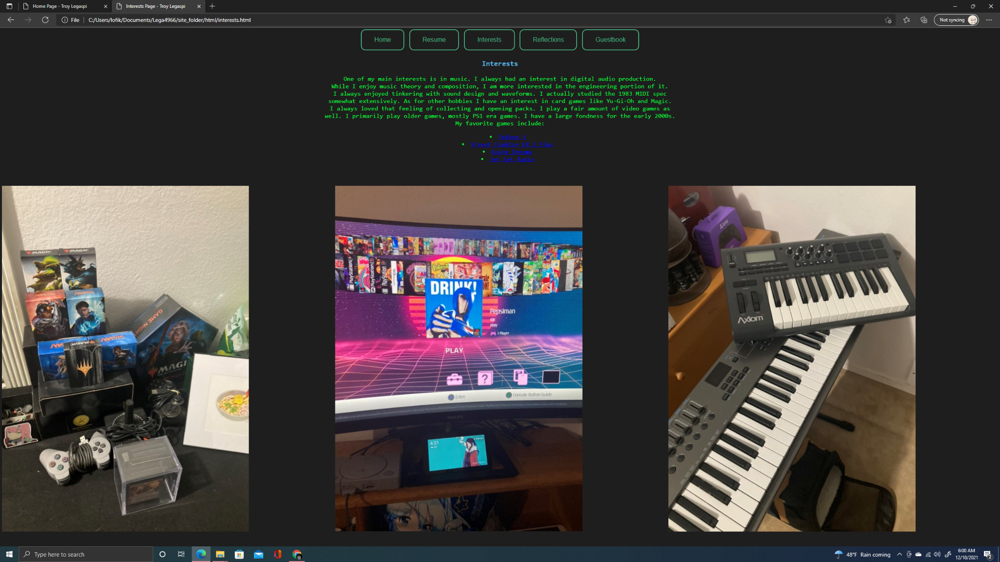 Home Page - Troy Legaspi
Interests Page - Troy Legaspi
File
C:/Users/lofik/Documents/Lega4966/site_folder/html/interests.html
Not syncing
Home
Resume
Interests
Reflections
Guestbook
Interests
One of my main interests is in music. I always had an interest in digital audio production.
While I enjoy music theory and composition, I am more interested in the engineering portion of it.
I always enjoyed tinkering with sound design and waveforms. I actually studied the 1983 MIDI spec
somewhat extensively. As for other hobbies I have an interest in card games like Yu-Gi-Oh and Magic.
I always loved that feeling of collecting and opening packs. I play a fair amount of video games as
well. I primarily play older games, mostly PS1 era games. I have a large fondness for the early 2000s.
My favorite games include:
Tekken 3
Street Fighter EX 2 Plus
Azure Dreams
Jet Set Radio
MAGIC
MAGIC
MAGIC
GAME NIGHT
MAGIC
PlayStation
PlayStation
PlayStation
DRINK!
Pepsiman
KID
1999
1 Player
PLAY
?
Enter
Console Button Guide
PHILIPS
4:31
Luna
Axiom
Type here to search
48°F Rain coming
6:00 AM
12/10/2021
2